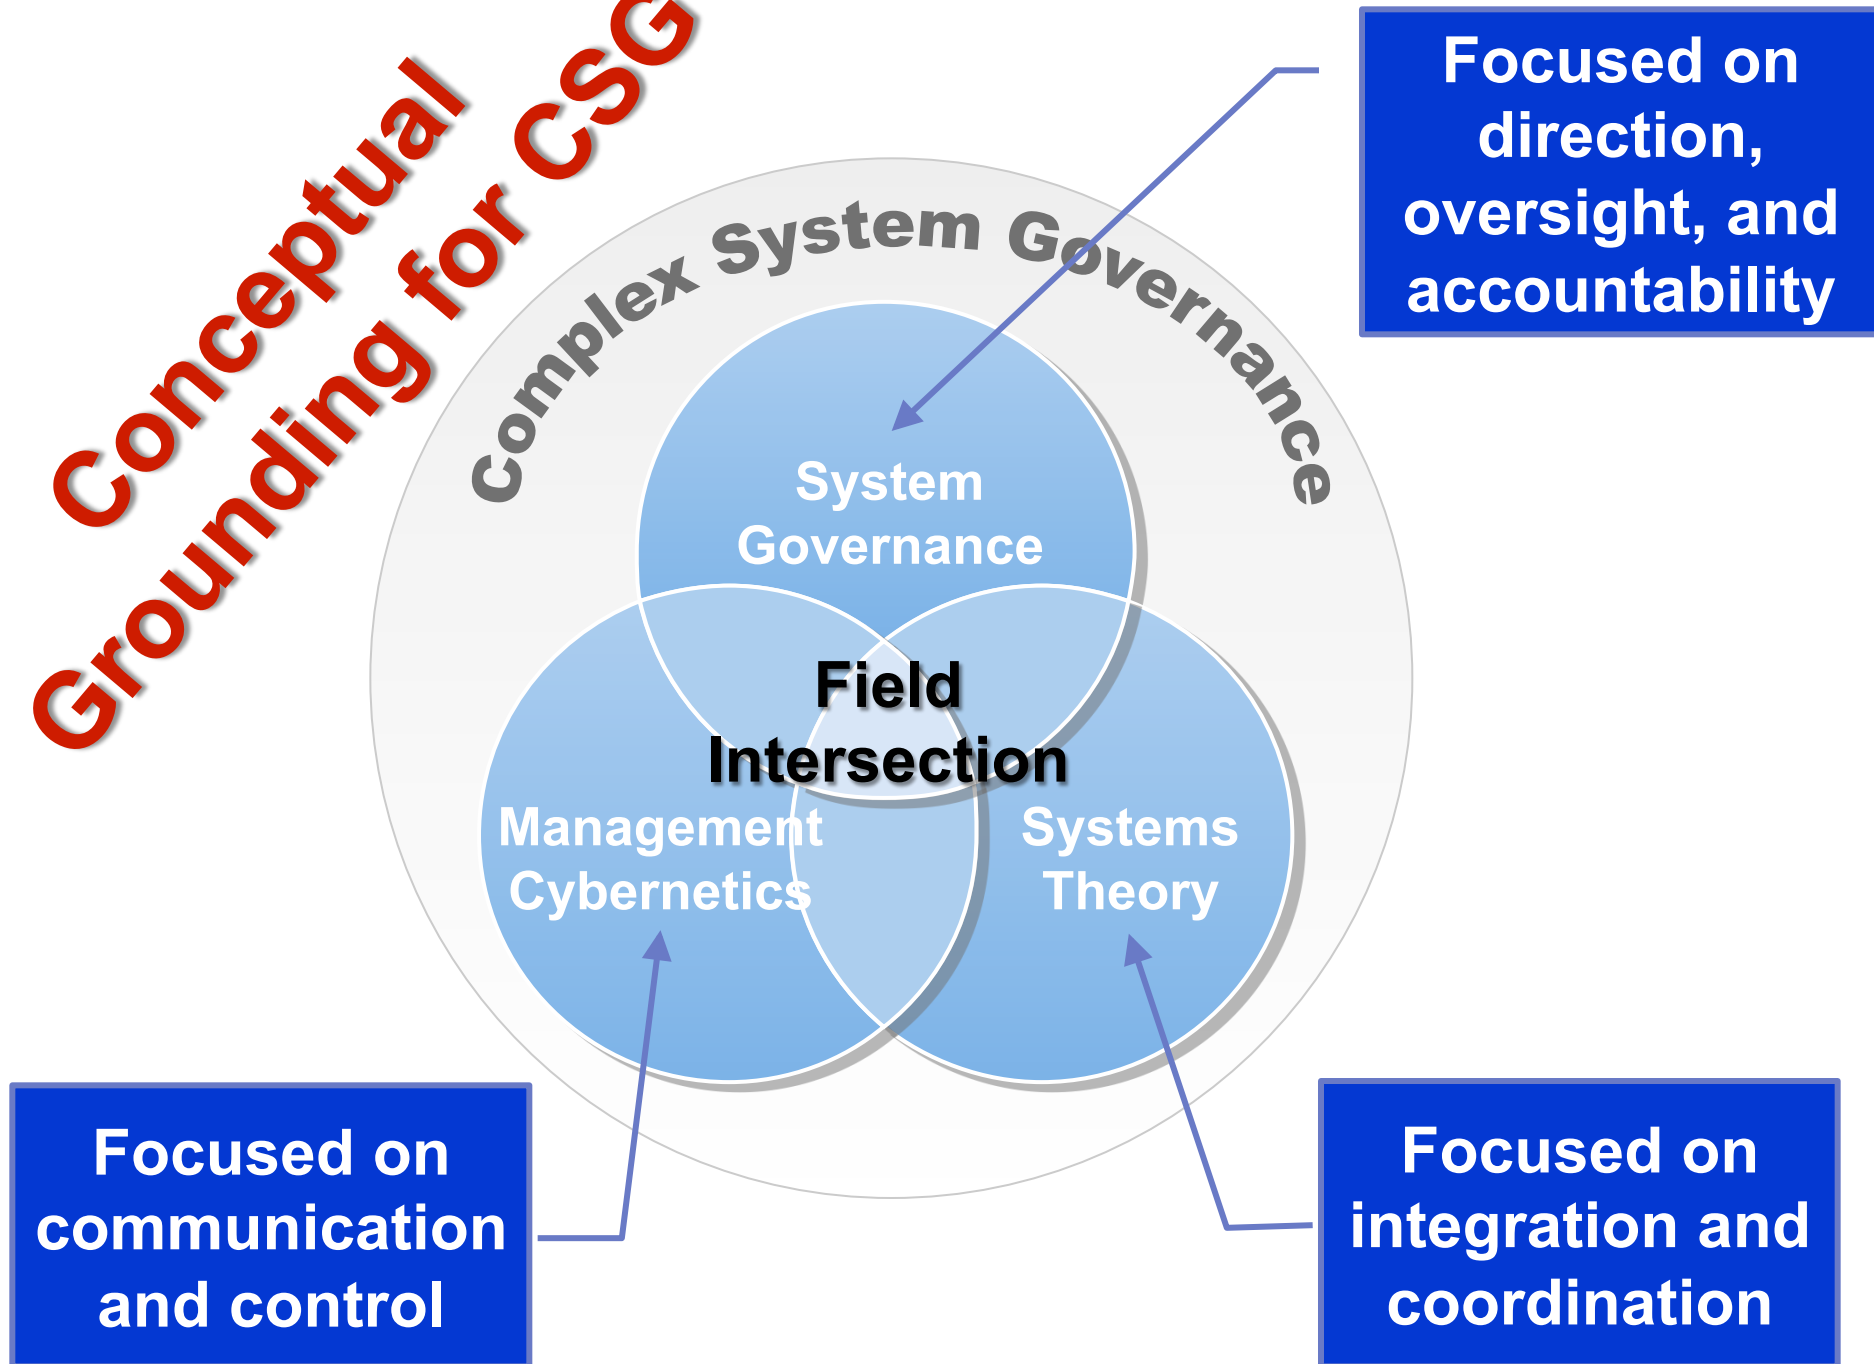 Conceptual
Grounding for CSG
Focused on
direction,
oversight, and
accountability
Complex System Governance
System
Governance
Field
Intersection
Management
Cybernetics
Systems
Theory
Focused on
communication
and control
Focused on
integration and
coordination